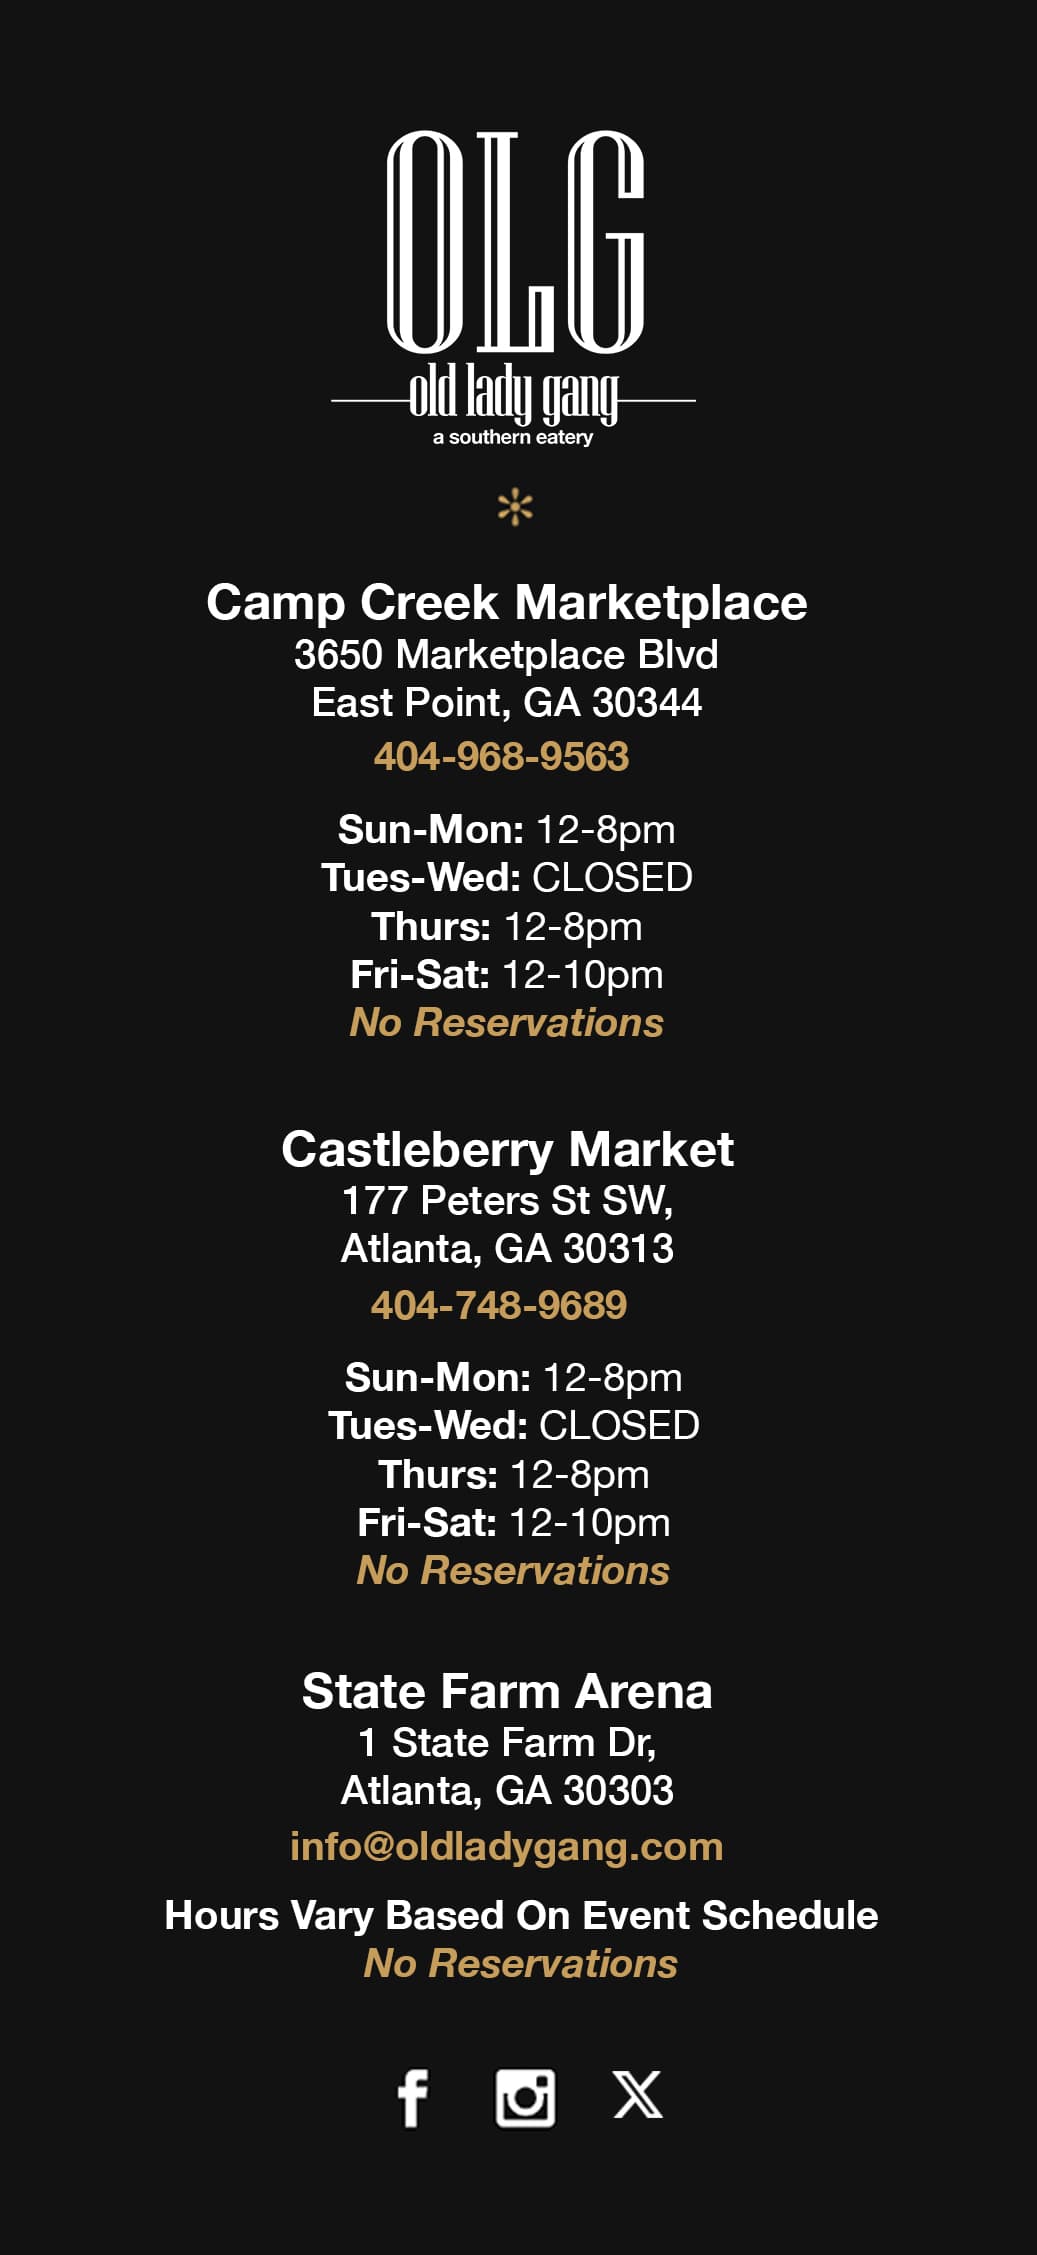 OLG
old lady gang
a southern eatery
Camp Creek Marketplace
3650 Marketplace Blvd
East Point, GA 30344
404-968-9563
Sun-Mon: 12-8pm
Tues-Wed: CLOSED
Thurs: 12-8pm
Fri-Sat: 12-10pm
No Reservations
Castleberry Market
177 Peters St SW,
Atlanta, GA 30313
404-748-9689
Sun-Mon: 12-8pm
Tues-Wed: CLOSED
Thurs: 12-8pm
Fri-Sat: 12-10pm
No Reservations
State Farm Arena
1 State Farm Dr,
Atlanta, GA 30303
info@oldladygang.com
Hours Vary Based On Event Schedule
No Reservations